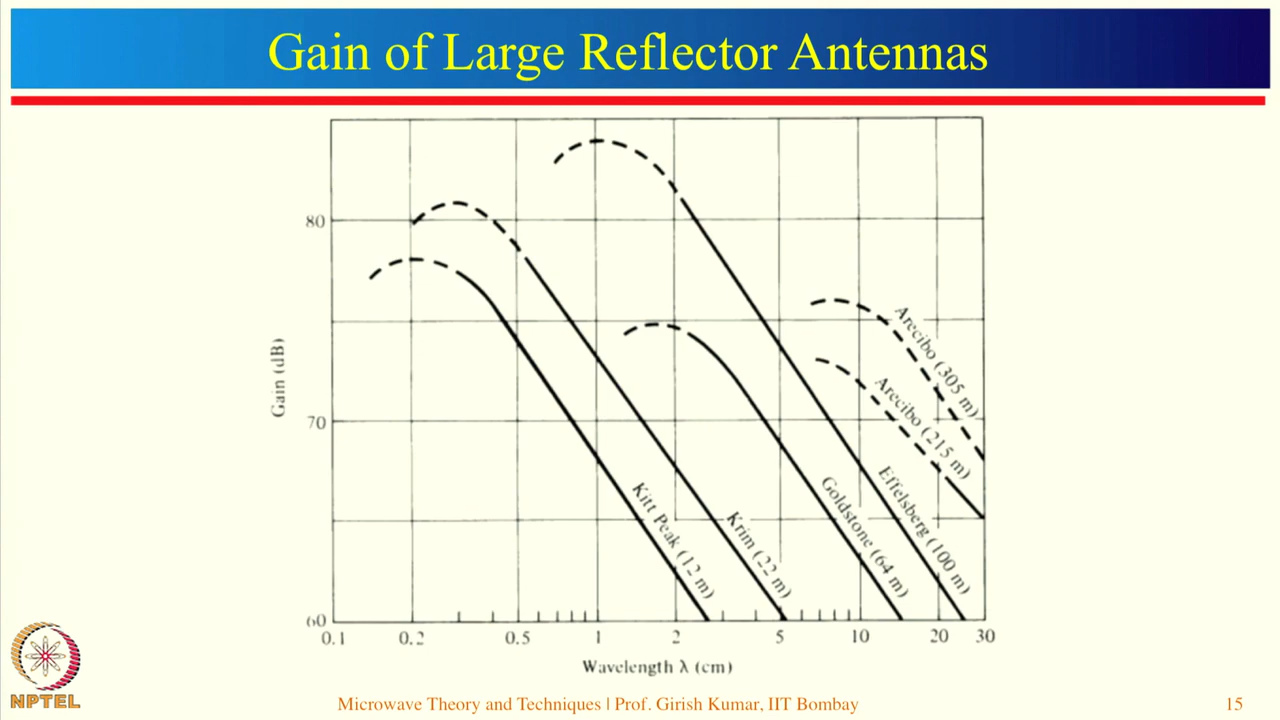 Gain of Large Reflector Antennas
80
70
60
Gain (dB)
Kitt Peak (12 m)
Krim (22 m)
Goldstone (64 m)
Effelsberg (100 m)
Arecibo (215 m)
Arecibo (305 m)
0.1 0.2 0.5 1 2 5 10 20 30
Wavelength λ (cm)
NPTEL
Microwave Theory and Techniques | Prof. Girish Kumar, IIT Bombay
15